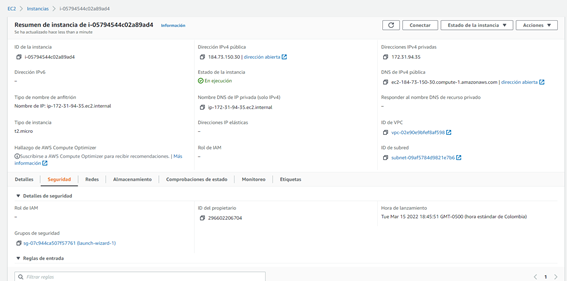 EC2 > Instancias > i-05794544c02a89ad4
Resumen de instancia de i-05794544c02a89ad4 Información
Se ha actualizado hace less than a minute
Conectar
Estado de la instancia
Acciones
ID de la instancia
i-05794544c02a89ad4
Dirección IPv4 pública
184.73.150.30 | dirección abierta
Direcciones IPv4 privadas
172.31.94.35
Dirección IPv6
–
Estado de la instancia
En ejecución
DNS de IPv4 pública
ec2-184-73-150-30.compute-1.amazonaws.com | dirección abierta
Tipo de nombre de anfitrión
Nombre de IP: ip-172-31-94-35.ec2.internal
Nombre DNS de IP privada (solo IPv4)
ip-172-31-94-35.ec2.internal
Responder al nombre DNS de recurso privado
–
Tipo de instancia
t2.micro
Direcciones IP elásticas
–
ID de VPC
vpc-02e90e9bfef8af598
Hallazgo de AWS Compute Optimizer
Suscribirse a AWS Compute Optimizer para recibir recomendaciones. | Más
información
Rol de IAM
–
ID de subred
subnet-09af5784d9821a7b6
Detalles
Seguridad
Redes
Almacenamiento
Comprobaciones de estado
Monitoreo
Etiquetas
Detalles de seguridad
Rol de IAM
–
ID del propietario
296602206704
Hora de lanzamiento
Tue Mar 15 2022 18:45:51 GMT-0500 (hora estándar de Colombia)
Grupos de seguridad
sg-07c944ca507f57761 (launch-wizard-1)
Reglas de entrada
Filtrar reglas
1